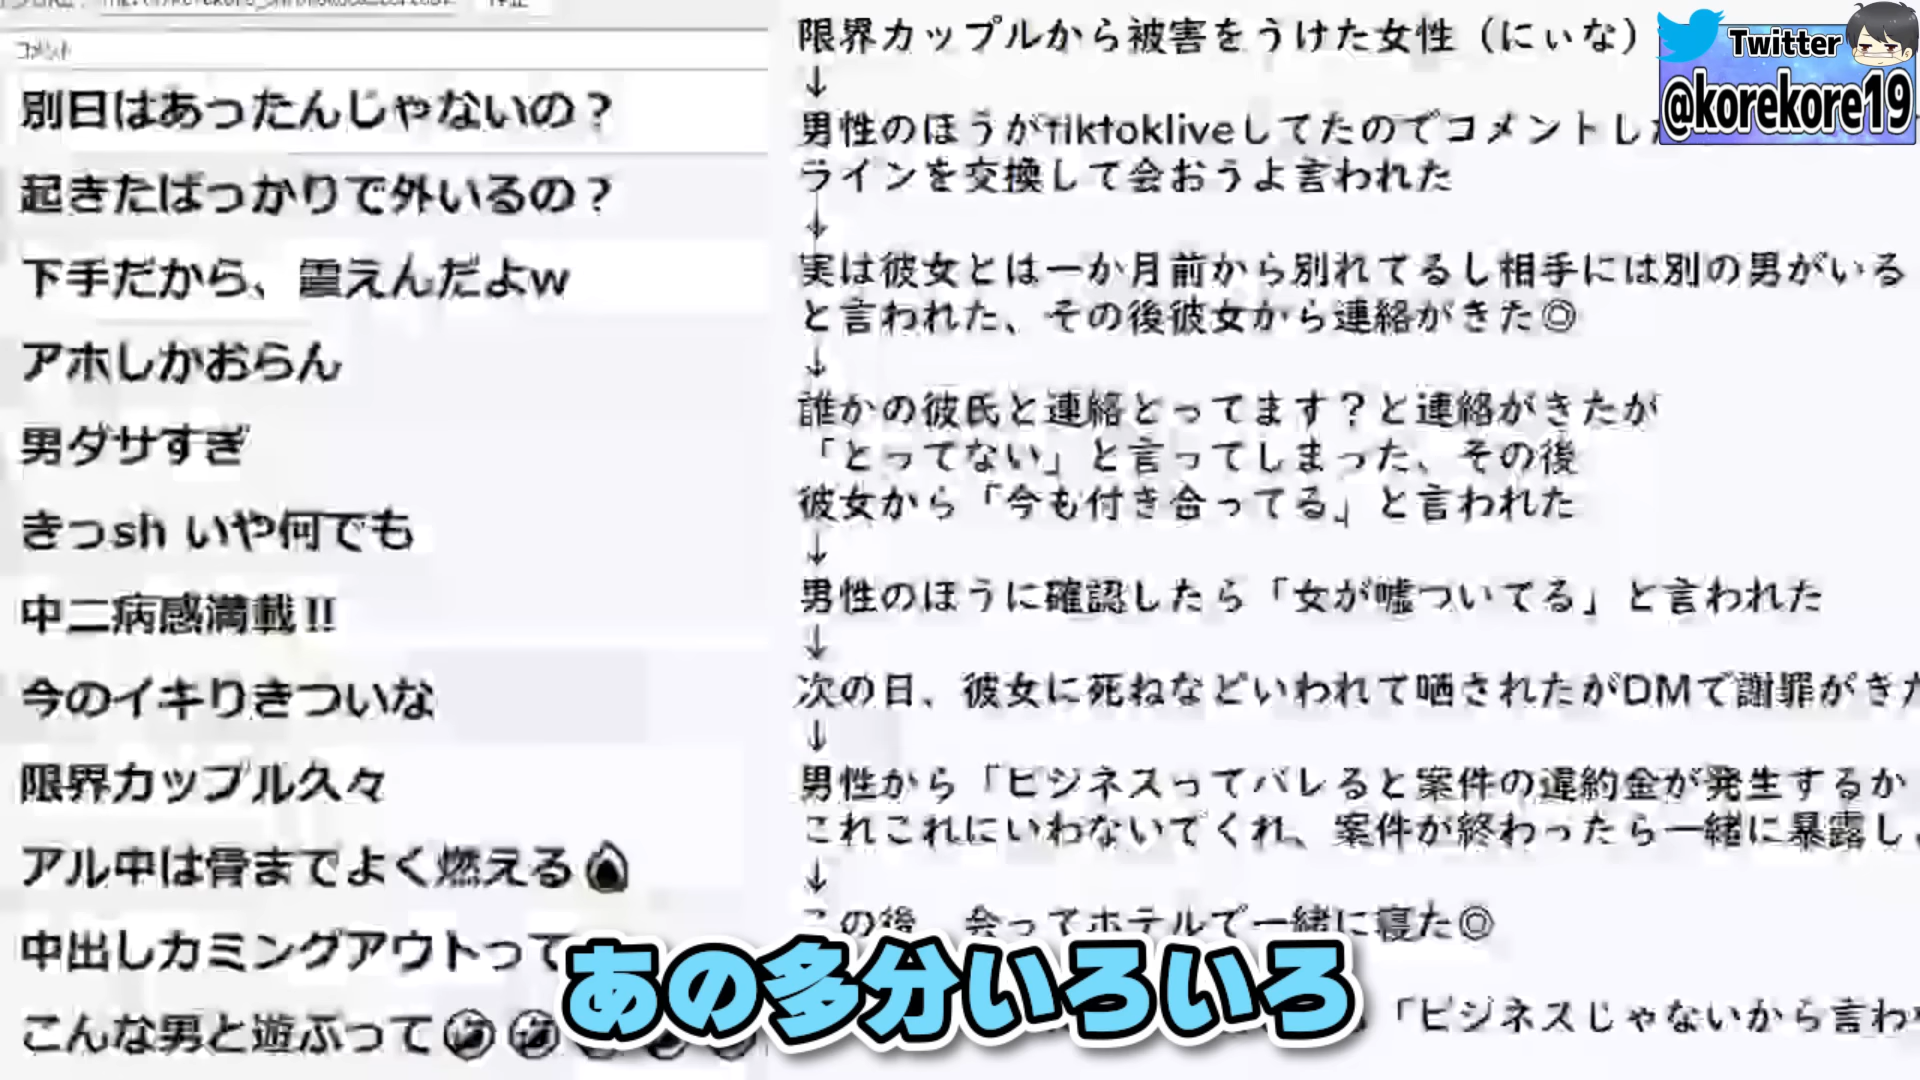 コメント
別日はあったんじゃないの？
起きたばっかりで外いるの？
下手だから、震えんだよw
アホしかおらん
男ダサすぎ
きっsh いや何でも
中二病感満載!!
今のイキりきついな
限界カップル久々
アル中は骨までよく燃える
中出しカミングアウトって
こんな男と遊ぶって
限界カップルから被害をうけた女性（にぃな）
↓
男性のほうがtiktokliveしてたのでコメントし
ラインを交換して会おうよ言われた
↓
実は彼女とは一か月前から別れてるし相手には別の男がいる
と言われた、その後彼女から連絡がきた◎
↓
誰かの彼氏と連絡とってます？と連絡がきたが
「とってない」と言ってしまった、その後
彼女から「今も付き合ってる」と言われた
↓
男性のほうに確認したら「女が嘘ついてる」と言われた
↓
次の日、彼女に死ねなどいわれて晒されたがDMで謝罪がき
↓
男性から「ビジネスってバレると案件の違約金が発生するか
これこれにいわないでくれ、案件が終わったら一緒に暴露し
↓
この後、会ってホテルで一緒に寝た◎
「ビジネスじゃないから言わ
Twitter
@korekore19
あの多分いろいろ